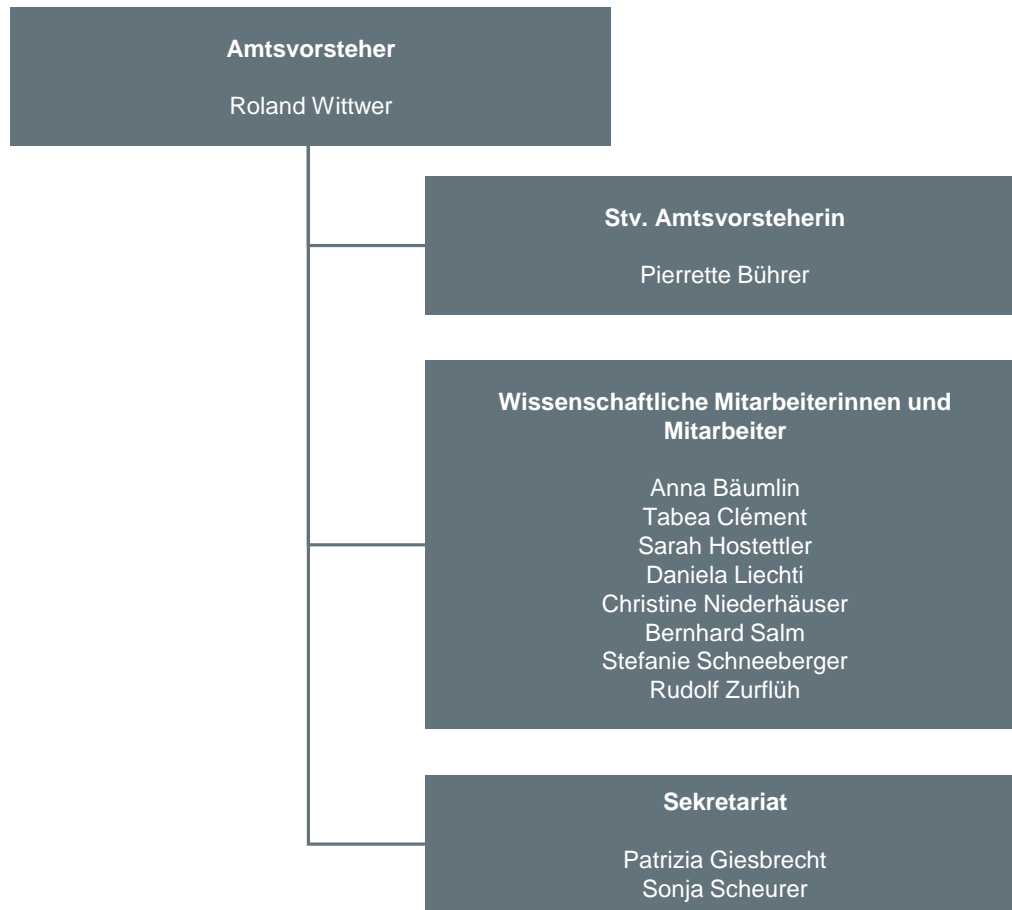 Amtsvorsteher
Roland Wittwer
Stv. Amtsvorsteherin
Pierrette Bührer
Wissenschaftliche Mitarbeiterinnen und
Mitarbeiter
Anna Bäumlin
Tabea Clément
Sarah Hostettler
Daniela Liechti
Christine Niederhäuser
Bernhard Salm
Stefanie Schneeberger
Rudolf Zurflüh
Sekretariat
Patrizia Giesbrecht
Sonja Scheurer